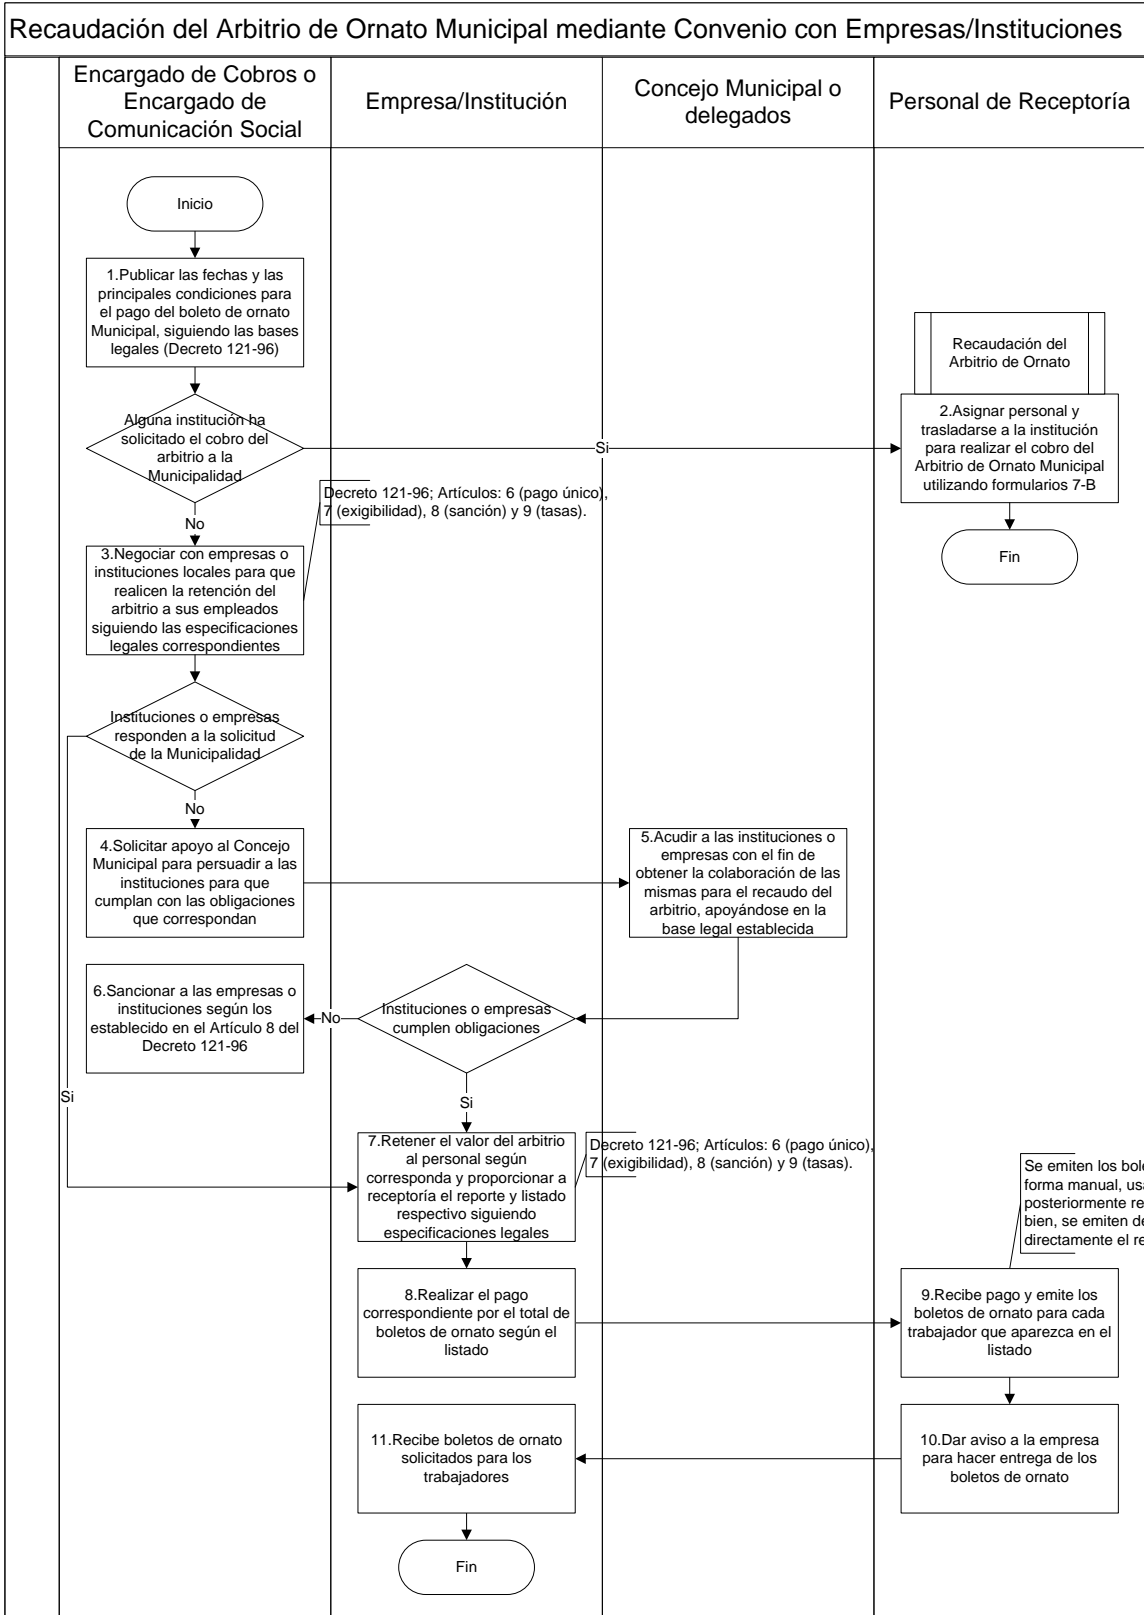 Recaudación del Arbitrio de Ornato Municipal mediante Convenio con Empresas/Instituciones
Encargado de Cobros o
Encargado de
Comunicación Social
Empresa/Institución
Concejo Municipal o
delegados
Personal de Receptoría
Inicio
1.Publicar las fechas y las
principales condiciones para
el pago del boleto de ornato
Municipal, siguiendo las bases
legales (Decreto 121-96)
Recaudación del
Arbitrio de Ornato
Alguna institución ha
solicitado el cobro del
arbitrio a la
Municipalidad
Si
2.Asignar personal y
trasladarse a la institución
para realizar el cobro del
Arbitrio de Ornato Municipal
utilizando formularios 7-B
Fin
No
Decreto 121-96; Artículos: 6 (pago único),
7 (exigibilidad), 8 (sanción) y 9 (tasas).
3.Negociar con empresas o
instituciones locales para que
realicen la retención del
arbitrio a sus empleados
siguiendo las especificaciones
legales correspondientes
Instituciones o empresas
responden a la solicitud
de la Municipalidad
No
4.Solicitar apoyo al Concejo
Municipal para persuadir a las
instituciones para que
cumplan con las obligaciones
que correspondan
5.Acudir a las instituciones o
empresas con el fin de
obtener la colaboración de las
mismas para el recaudo del
arbitrio, apoyándose en la
base legal establecida
Instituciones o empresas
cumplen obligaciones
No
6.Sancionar a las empresas o
instituciones según los
establecido en el Artículo 8 del
Decreto 121-96
Si
Si
7.Retener el valor del arbitrio
al personal según
corresponda y proporcionar a
receptoría el reporte y listado
respectivo siguiendo
especificaciones legales
Decreto 121-96; Artículos: 6 (pago único),
7 (exigibilidad), 8 (sanción) y 9 (tasas).
8.Realizar el pago
correspondiente por el total de
boletos de ornato según el
listado
Se emiten los bole
forma manual, usa
posteriormente re
bien, se emiten de
directamente el re
9.Recibe pago y emite los
boletos de ornato para cada
trabajador que aparezca en el
listado
10.Dar aviso a la empresa
para hacer entrega de los
boletos de ornato
11.Recibe boletos de ornato
solicitados para los
trabajadores
Fin